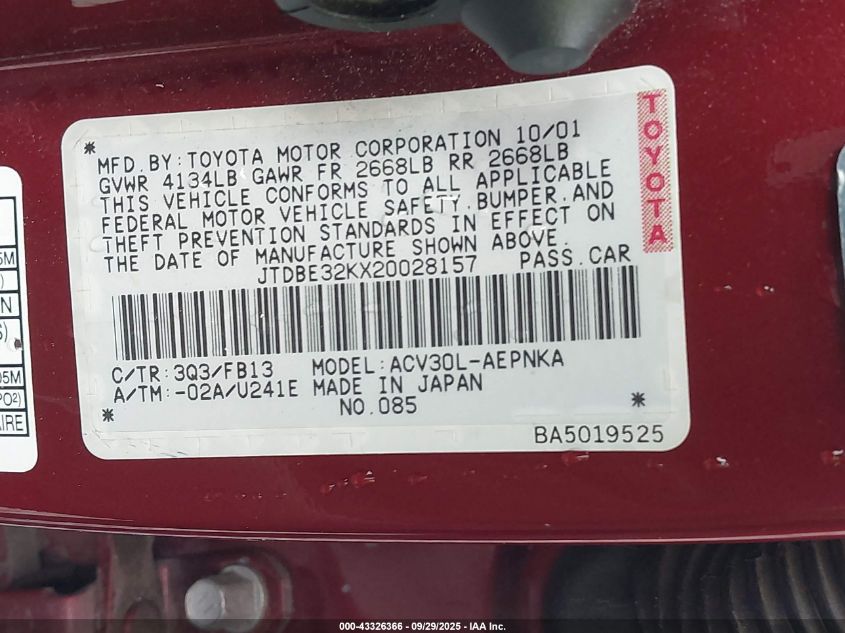 MFD. BY: TOYOTA MOTOR CORPORATION 10/01
GVWR 4134LB GAWR FR 2668LB RR 2668LB
THIS VEHICLE CONFORMS TO ALL APPLICABLE
FEDERAL MOTOR VEHICLE SAFETY, BUMPER, AND
THEFT PREVENTION STANDARDS IN EFFECT ON
THE DATE OF MANUFACTURE SHOWN ABOVE.
JTDBE32KX20028157 PASS. CAR
C/TR: 3Q3/FB13 MODEL: ACV30L-AEPNKA
A/TM: -02A/U241E MADE IN JAPAN
NO. 085
BA5019525
TOYOTA
000-43326366 - 09/29/2025 - IAA Inc.